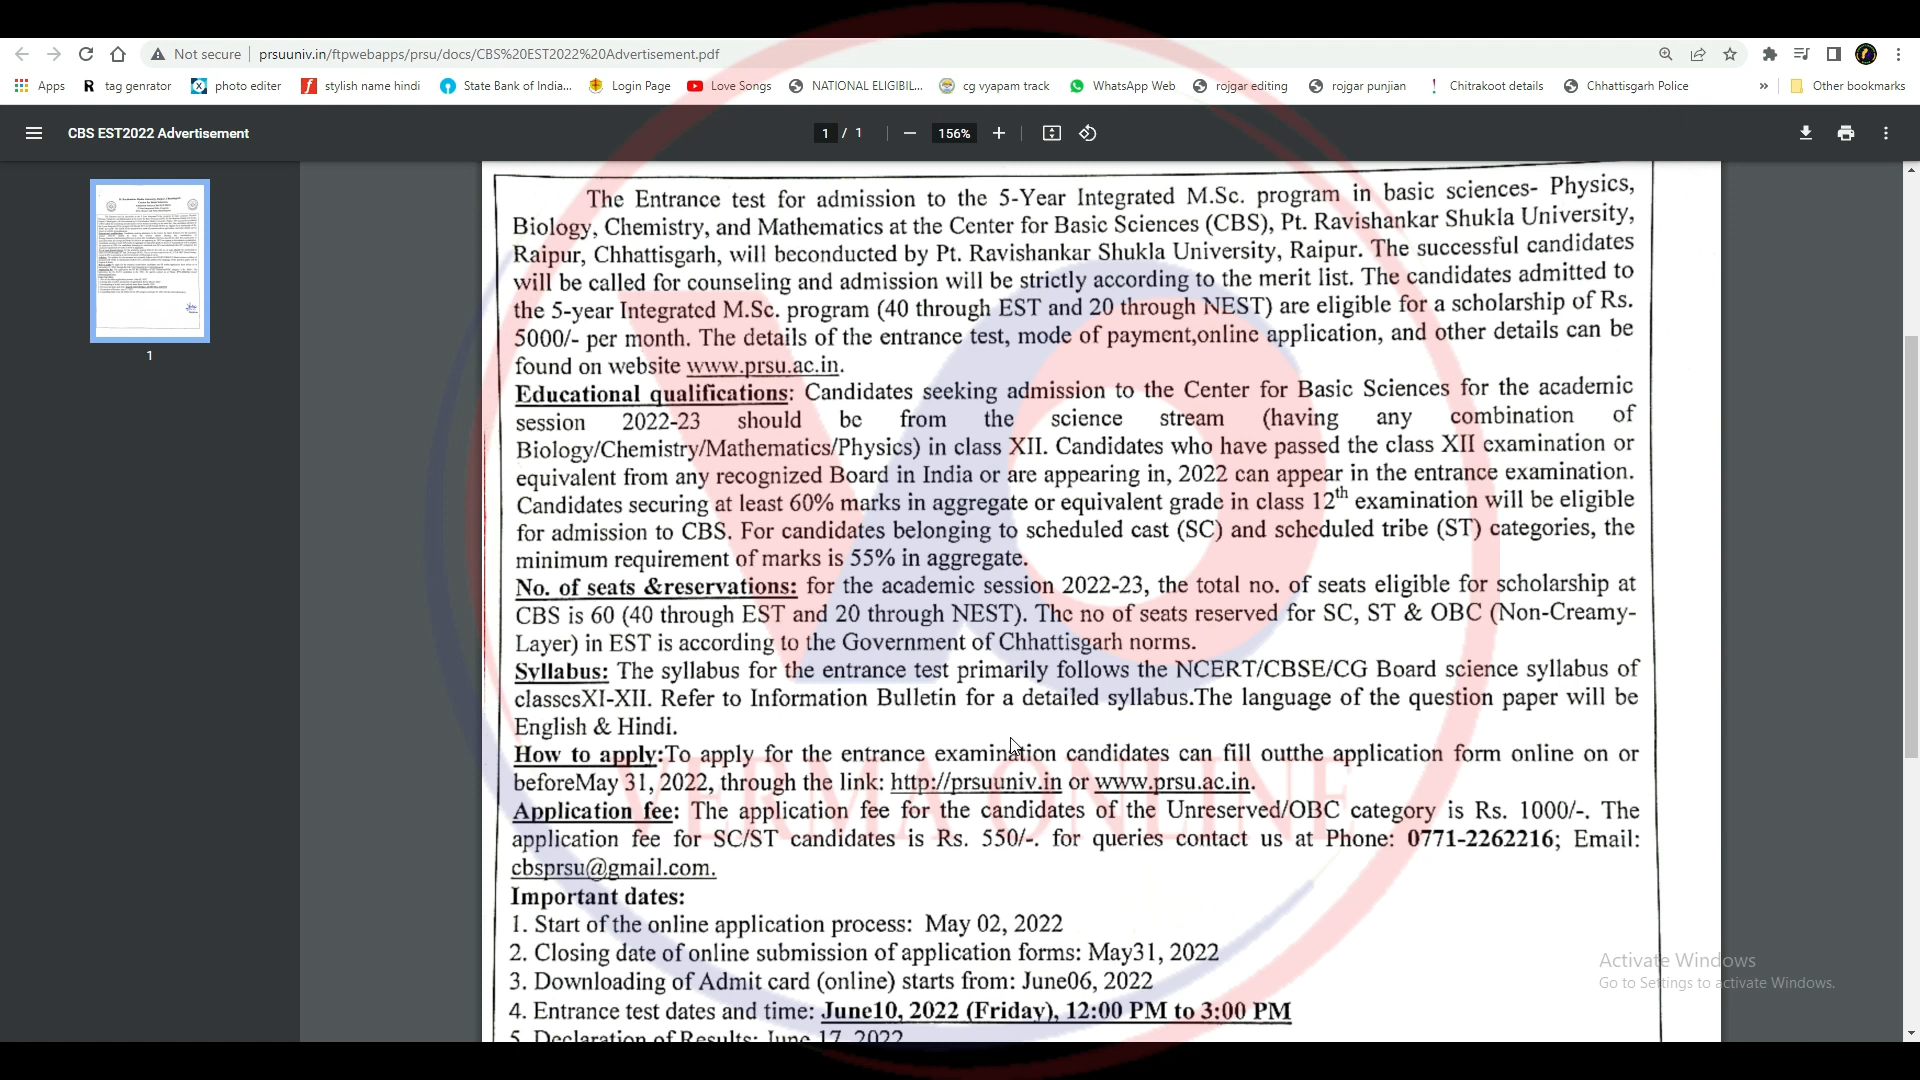 Not secure
prsuuniv.in/ftpwebapps/prsu/docs/CBS%20EST2022%20Advertisement.pdf
Apps
tag genrator
photo editer
stylish name hindi
State Bank of India...
Login Page
Love Songs
NATIONAL ELIGIBIL...
cg vyapam track
WhatsApp Web
rojgar editing
rojgar punjian
Chitrakoot details
Chhattisgarh Police
»
Other bookmarks
CBS EST2022 Advertisement
1 / 1
156%
1
The Entrance test for admission to the 5-Year Integrated M.Sc. program in basic sciences- Physics,
Biology, Chemistry, and Mathematics at the Center for Basic Sciences (CBS), Pt. Ravishankar Shukla University,
Raipur, Chhattisgarh, will beconducted by Pt. Ravishankar Shukla University, Raipur. The successful candidates
will be called for counseling and admission will be strictly according to the merit list. The candidates admitted to
the 5-year Integrated M.Sc. program (40 through EST and 20 through NEST) are eligible for a scholarship of Rs.
5000/- per month. The details of the entrance test, mode of payment,online application, and other details can be
found on website www.prsu.ac.in.
Educational qualifications: Candidates seeking admission to the Center for Basic Sciences for the academic
session 2022-23 should be from the science stream (having any combination of
Biology/Chemistry/Mathematics/Physics) in class XII. Candidates who have passed the class XII examination or
equivalent from any recognized Board in India or are appearing in, 2022 can appear in the entrance examination.
Candidates securing at least 60% marks in aggregate or equivalent grade in class 12th examination will be eligible
for admission to CBS. For candidates belonging to scheduled cast (SC) and scheduled tribe (ST) categories, the
minimum requirement of marks is 55% in aggregate.
No. of seats &reservations: for the academic session 2022-23, the total no. of seats eligible for scholarship at
CBS is 60 (40 through EST and 20 through NEST). The no of seats reserved for SC, ST & OBC (Non-Creamy-
Layer) in EST is according to the Government of Chhattisgarh norms.
Syllabus: The syllabus for the entrance test primarily follows the NCERT/CBSE/CG Board science syllabus of
classesXI-XII. Refer to Information Bulletin for a detailed syllabus.The language of the question paper will be
English & Hindi.
How to apply:To apply for the entrance examination candidates can fill outthe application form online on or
beforeMay 31, 2022, through the link: http://prsuuniv.in or www.prsu.ac.in.
VERMA ONLINE
Application fee: The application fee for the candidates of the Unreserved/OBC category is Rs. 1000/-. The
application fee for SC/ST candidates is Rs. 550/-. for queries contact us at Phone: 0771-2262216; Email:
cbsprsu@gmail.com.
Important dates:
1. Start of the online application process: May 02, 2022
2. Closing date of online submission of application forms: May31, 2022
3. Downloading of Admit card (online) starts from: June06, 2022
4. Entrance test dates and time: June10, 2022 (Friday), 12:00 PM to 3:00 PM
5. Declaration of Results: June 17, 2022
Activate Windows
Go to Settings to activate Windows.